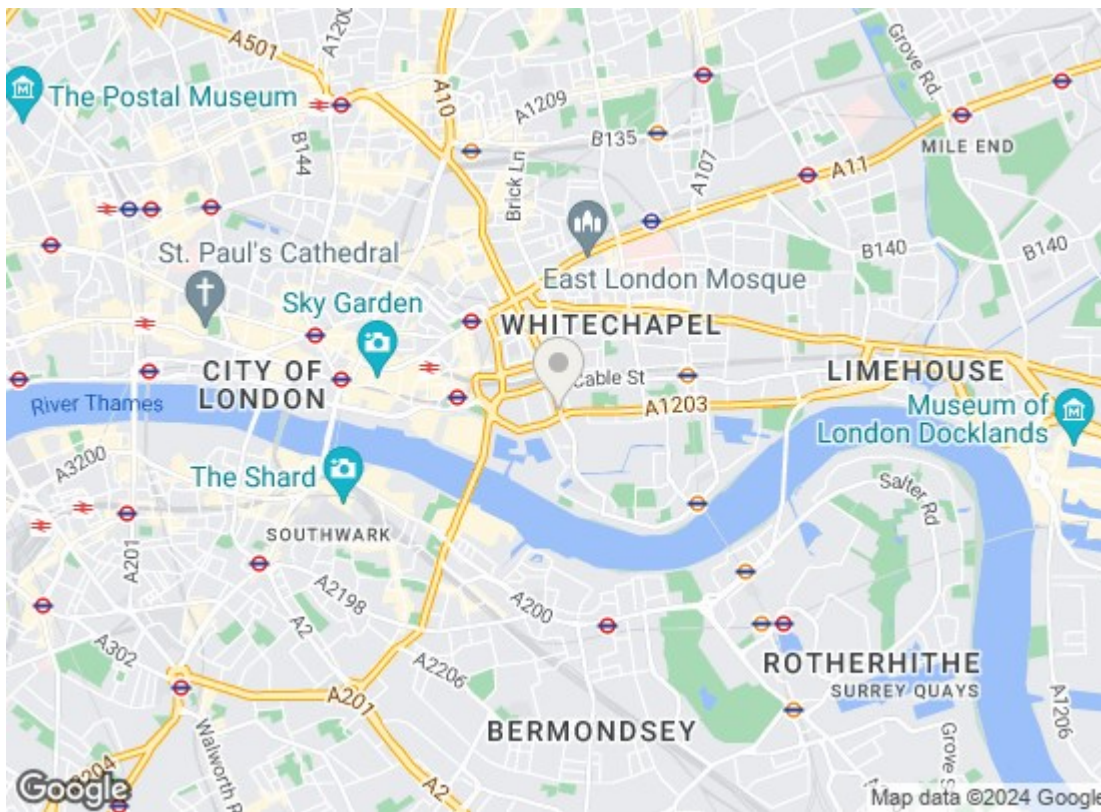 A501
A1200
A10
Grove Rd.
The Postal Museum
A1209
B144
B135
A107
MILE END
A11
Brick Ln
B140
B140
St. Paul's Cathedral
East London Mosque
Sky Garden
WHITECHAPEL
CITY OF
LONDON
Cable St
LIMEHOUSE
River Thames
A1203
Museum of
London Docklands
A3200
The Shard
Salter Rd
SOUTHWARK
A201
A2198
A200
A2
A302
A2206
ROTHERHITHE
SURREY QUAYS
A201
BERMONDSEY
A1206
Walworth R
A2
Google
Map data ©2024 Google